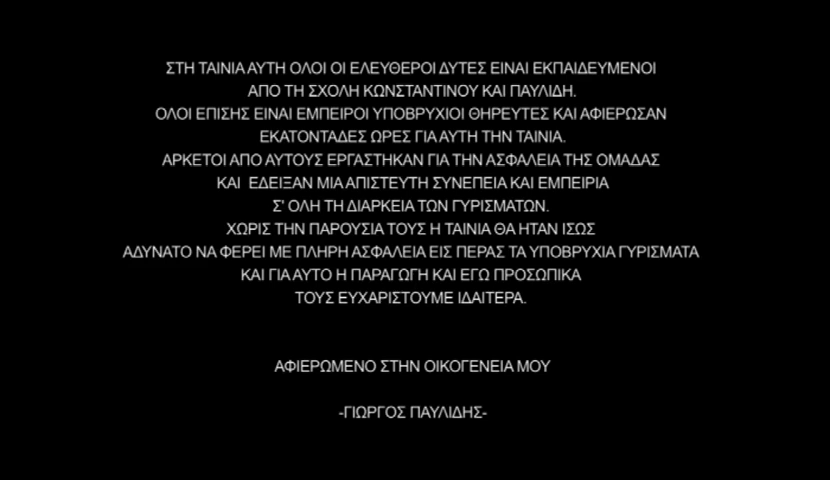 ΣΤΗ ΤΑΙΝΙΑ ΑΥΤΗ ΟΛΟΙ ΟΙ ΕΛΕΥΘΕΡΟΙ ΔΥΤΕΣ ΕΙΝΑΙ ΕΚΠΑΙΔΕΥΜΕΝΟΙ
ΑΠΟ ΤΗ ΣΧΟΛΗ ΚΩΝΣΤΑΝΤΙΝΟΥ ΚΑΙ ΠΑΥΛΙΔΗ.
ΟΛΟΙ ΕΠΙΣΗΣ ΕΙΝΑΙ ΕΜΠΕΙΡΟΙ ΥΠΟΒΡΥΧΙΟΙ ΘΗΡΕΥΤΕΣ ΚΑΙ ΑΦΙΕΡΩΣΑΝ
ΕΚΑΤΟΝΤΑΔΕΣ ΩΡΕΣ ΓΙΑ ΑΥΤΗ ΤΗΝ ΤΑΙΝΙΑ.
ΑΡΚΕΤΟΙ ΑΠΟ ΑΥΤΟΥΣ ΕΡΓΑΣΤΗΚΑΝ ΓΙΑ ΤΗΝ ΑΣΦΑΛΕΙΑ ΤΗΣ ΟΜΑΔΑΣ
ΚΑΙ ΕΔΕΙΞΑΝ ΜΙΑ ΑΠΙΣΤΕΥΤΗ ΣΥΝΕΠΕΙΑ ΚΑΙ ΕΜΠΕΙΡΙΑ
Σ' ΟΛΗ ΤΗ ΔΙΑΡΚΕΙΑ ΤΩΝ ΓΥΡΙΣΜΑΤΩΝ.
ΧΩΡΙΣ ΤΗΝ ΠΑΡΟΥΣΙΑ ΤΟΥΣ Η ΤΑΙΝΙΑ ΘΑ ΗΤΑΝ ΙΣΩΣ
ΑΔΥΝΑΤΟ ΝΑ ΦΕΡΕΙ ΜΕ ΠΛΗΡΗ ΑΣΦΑΛΕΙΑ ΕΙΣ ΠΕΡΑΣ ΤΑ ΥΠΟΒΡΥΧΙΑ ΓΥΡΙΣΜΑΤΑ
ΚΑΙ ΓΙΑ ΑΥΤΟ Η ΠΑΡΑΓΩΓΗ ΚΑΙ ΕΓΩ ΠΡΟΣΩΠΙΚΑ
ΤΟΥΣ ΕΥΧΑΡΙΣΤΟΥΜΕ ΙΔΑΙΤΕΡΑ.
ΑΦΙΕΡΩΜΕΝΟ ΣΤΗΝ ΟΙΚΟΓΕΝΕΙΑ ΜΟΥ
-ΓΙΩΡΓΟΣ ΠΑΥΛΙΔΗΣ-